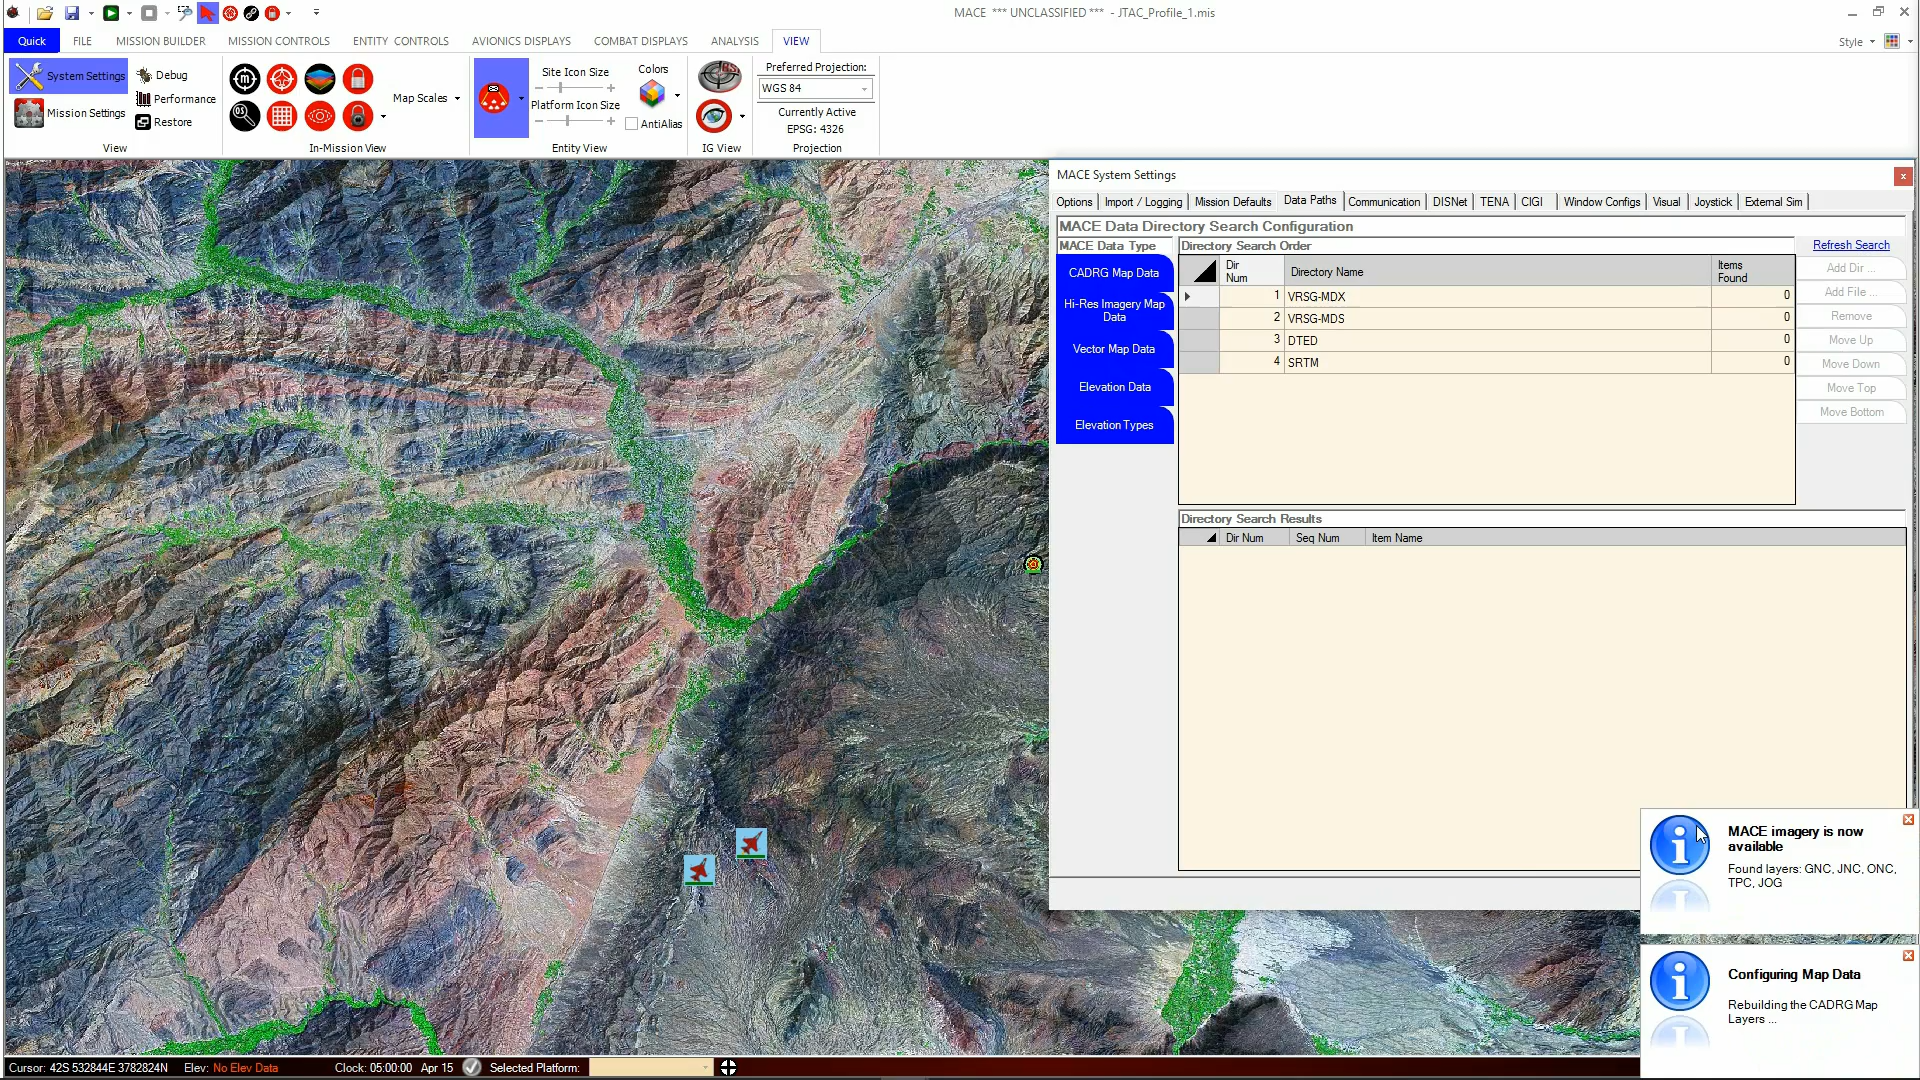 MACE *** UNCLASSIFIED *** - JTAC_Profile_1.mis
Quick FILE MISSION BUILDER MISSION CONTROLS ENTITY CONTROLS AVIONICS DISPLAYS COMBAT DISPLAYS ANALYSIS VIEW Style
System Settings
Mission Settings
Debug
Performance
Restore
View
Map Scales
In-Mission View
Site Icon Size
Platform Icon Size
Colors
AntiAlias
Entity View
IG View
Preferred Projection:
WGS 84
Currently Active
EPSG: 4326
Projection
MACE System Settings
Options Import / Logging Mission Defaults Data Paths Communication DISNet TENA CIGI Window Configs Visual Joystick External Sim
MACE Data Directory Search Configuration
MACE Data Type
CADRG Map Data
Hi-Res Imagery Map
Data
Vector Map Data
Elevation Data
Elevation Types
Directory Search Order
Dir
Num
Directory Name
Items
Found
1 VRSG-MDX 0
2 VRSG-MDS 0
3 DTED 0
4 SRTM 0
Refresh Search
Add Dir ...
Add File ...
Remove
Move Up
Move Down
Move Top
Move Bottom
Directory Search Results
Dir Num Seq Num Item Name
MACE imagery is now
available
Found layers: GNC, JNC, ONC,
TPC, JOG
Configuring Map Data
Rebuilding the CADRG Map
Layers ...
Cursor: 42S 532844E 3782824N Elev: No Elev Data Clock: 05:00:00 Apr 15 Selected Platform: